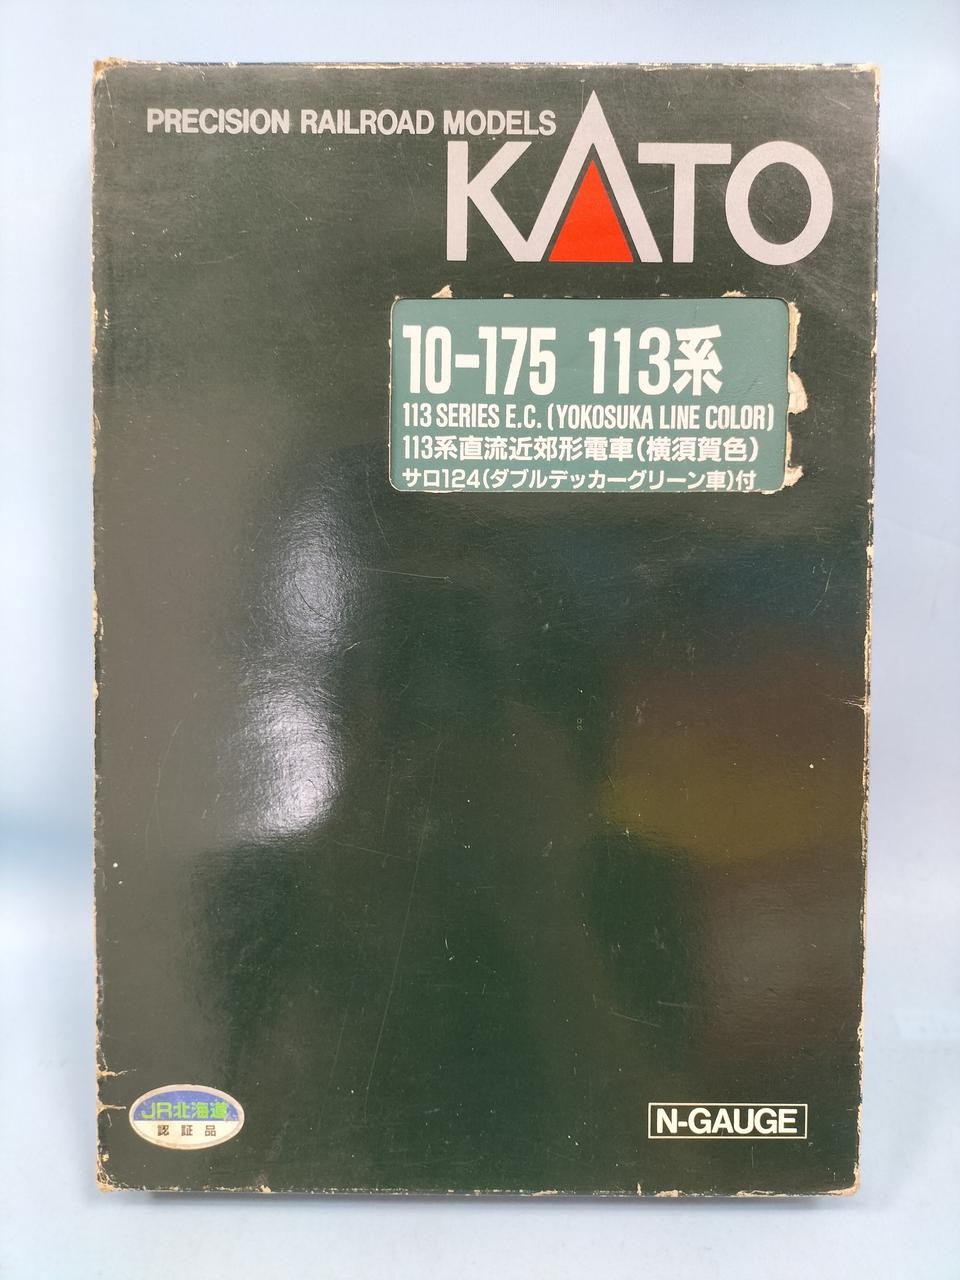 PRECISION RAILROAD MODELS
KATO
10-175 113系
113 SERIES E.C. (YOKOSUKA LINE COLOR)
113系直流近郊形電車(横須賀色)
サロ124(ダブルデッカーグリーン車)付
JR北海道
認証品
N-GAUGE